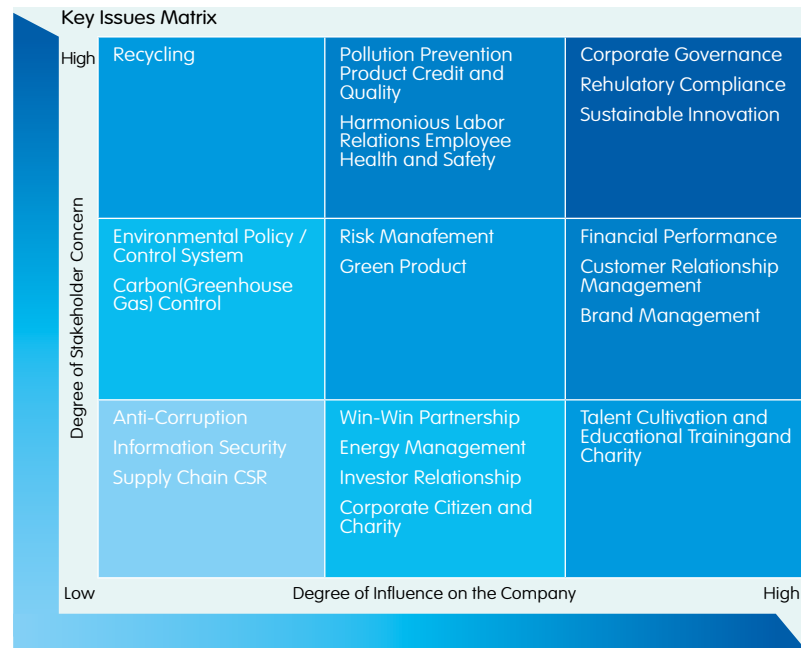 Key Issues Matrix
High
Recycling
Pollution Prevention
Product Credit and
Quality
Harmonious Labor
Relations Employee
Health and Safety
Corporate Governance
Rehulatory Compliance
Sustainable Innovation
Degree of Stakeholder Concern
Environmental Policy /
Control System
Carbon(Greenhouse
Gas) Control
Risk Manafement
Green Product
Financial Performance
Customer Relationship
Management
Brand Management
Anti-Corruption
Information Security
Supply Chain CSR
Win-Win Partnership
Energy Management
Investor Relationship
Corporate Citizen and
Charity
Talent Cultivation and
Educational Trainingand
Charity
Low
Degree of Influence on the Company
High